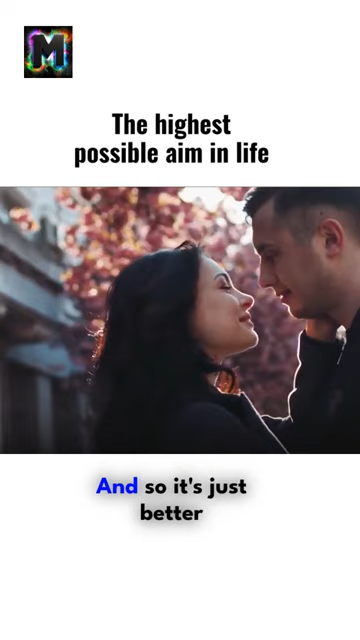 M
The highest
possible aim in life
And so it's just
better